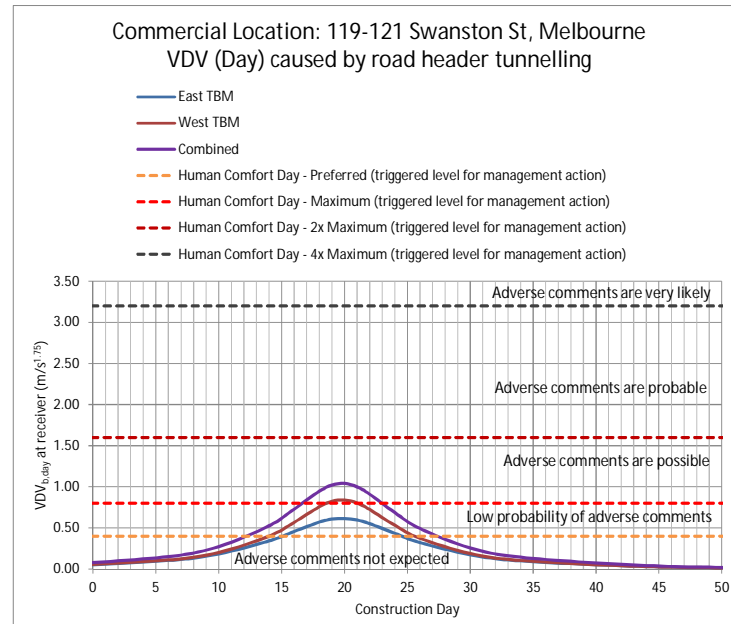 Commercial Location: 119-121 Swanston St, Melbourne
VDV (Day) caused by road header tunnelling
East TBM
West TBM
Combined
Human Comfort Day - Preferred (triggered level for management action)
Human Comfort Day - Maximum (triggered level for management action)
Human Comfort Day - 2x Maximum (triggered level for management action)
Human Comfort Day - 4x Maximum (triggered level for management action)
VDVb,day at receiver (m/s1.75)
3.50
3.00
2.50
2.00
1.50
1.00
0.50
0.00
Adverse comments are very likely
Adverse comments are probable
Adverse comments are possible
Low probability of adverse comments
Adverse comments not expected
0 5 10 15 20 25 30 35 40 45 50
Construction Day